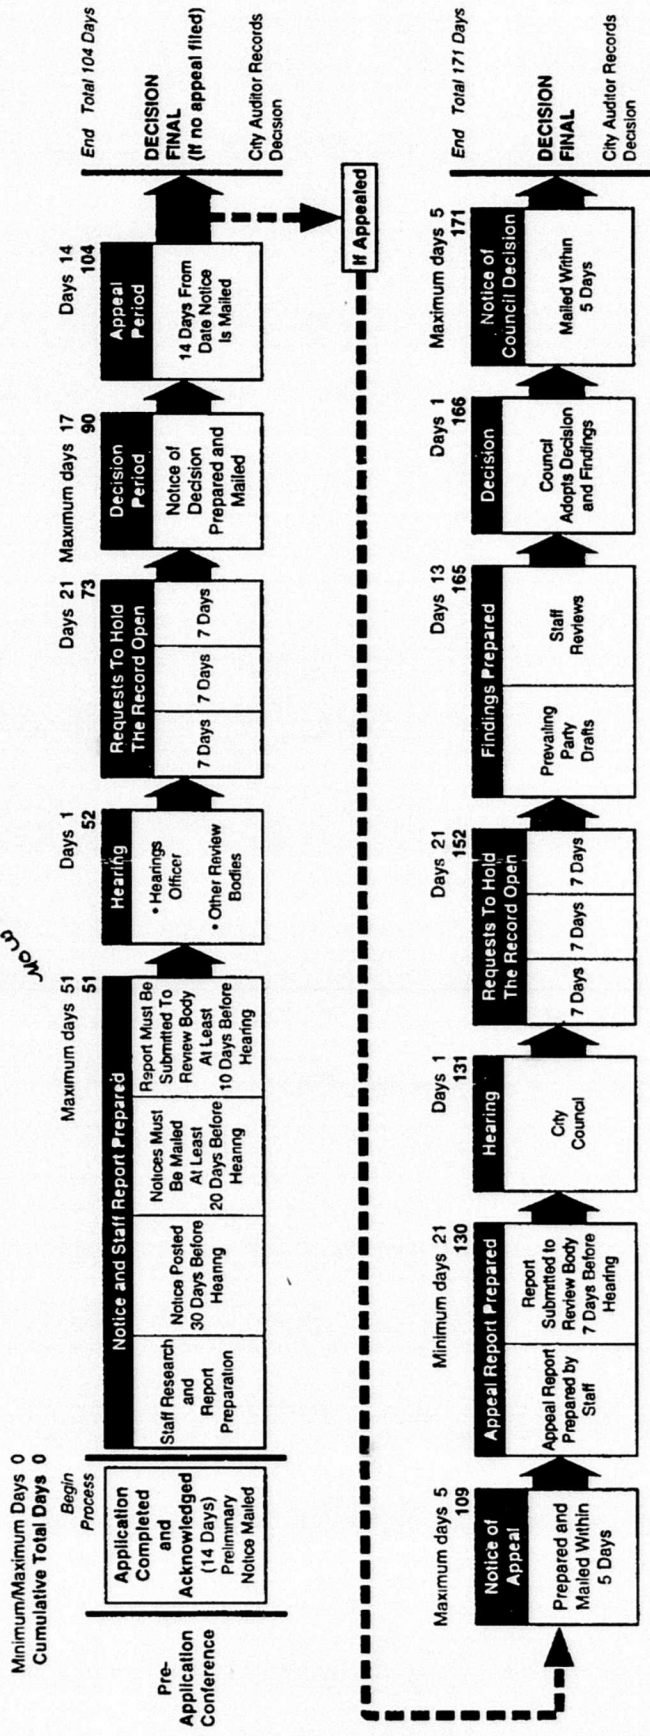 Minimum/Maximum Days 0
Cumulative Total Days 0
Begin
Process
Pre-
Application
Conference
Application
Completed
and
Acknowledged
(14 Days)
Preliminary
Notice Mailed
Maximum days 51
51
Notice and Staff Report Prepared
Staff Research
and
Report
Preparation
Notice Posted
30 Days Before
Hearing
Notices Must
Be Mailed
At Least
20 Days Before
Hearing
Report Must Be
Submitted To
Review Body
At Least
10 Days Before
Hearing
Days 1
52
Hearing
• Hearings
Officer
• Other Review
Bodies
Days 21
73
Requests To Hold
The Record Open
7 Days
7 Days
7 Days
Maximum days 17
90
Decision
Period
Notice of
Decision
Prepared and
Mailed
Days 14
104
Appeal
Period
14 Days From
Date Notice
Is Mailed
End Total 104 Days
DECISION
FINAL
(If no appeal filed)
City Auditor Records
Decision
If Appealed
Maximum days 5
109
Notice of
Appeal
Prepared and
Mailed Within
5 Days
Minimum days 21
130
Appeal Report Prepared
Appeal Report
Prepared by
Staff
Report
Submitted to
Review Body
7 Days Before
Hearing
Days 1
131
Hearing
City
Council
Days 21
152
Requests To Hold
The Record Open
7 Days
7 Days
7 Days
Days 13
165
Findings Prepared
Prevailing
Party
Drafts
Staff
Reviews
Days 1
166
Decision
Council
Adopts Decision
and Findings
Maximum days 5
171
Notice of
Council Decision
Mailed Within
5 Days
End Total 171 Days
DECISION
FINAL
City Auditor Records
Decision